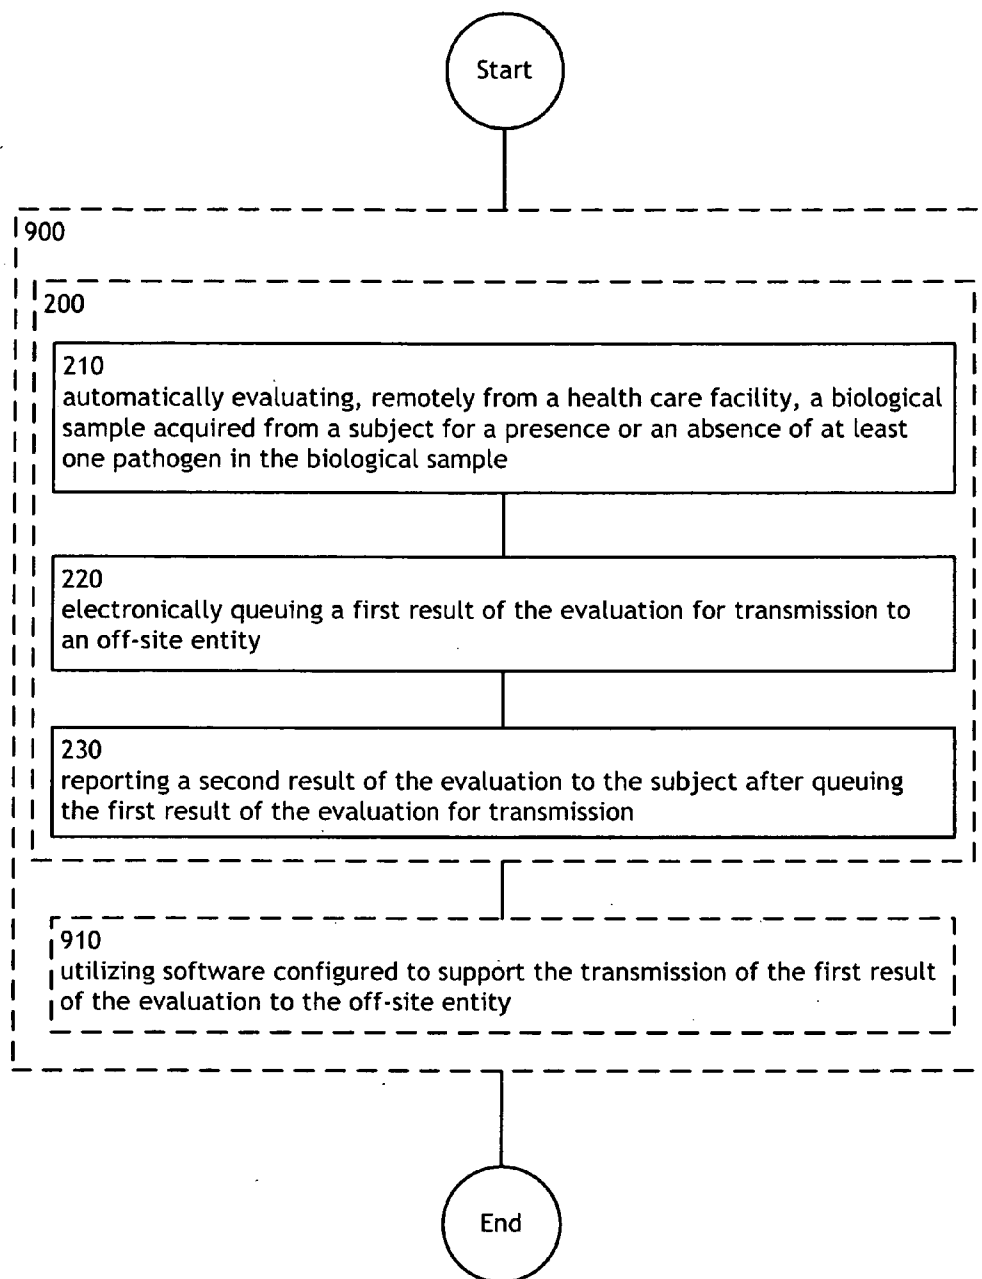 Start
900
200
210
automatically evaluating, remotely from a health care facility, a biological
sample acquired from a subject for a presence or an absence of at least
one pathogen in the biological sample
220
electronically queuing a first result of the evaluation for transmission to
an off-site entity
230
reporting a second result of the evaluation to the subject after queuing
the first result of the evaluation for transmission
910
utilizing software configured to support the transmission of the first result
of the evaluation to the off-site entity
End